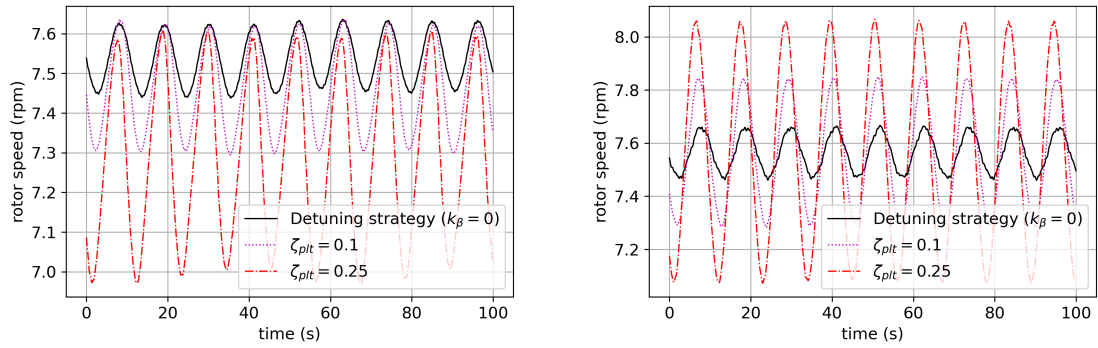 7.6
7.5
7.4
7.3
7.2
7.1
7.0
rotor speed (rpm)
0
20
40
60
80
100
time (s)
Detuning strategy (kβ = 0)
ζplt = 0.1
ζplt = 0.25
8.0
7.8
7.6
7.4
7.2
rotor speed (rpm)
0
20
40
60
80
100
time (s)
Detuning strategy (kβ = 0)
ζplt = 0.1
ζplt = 0.25